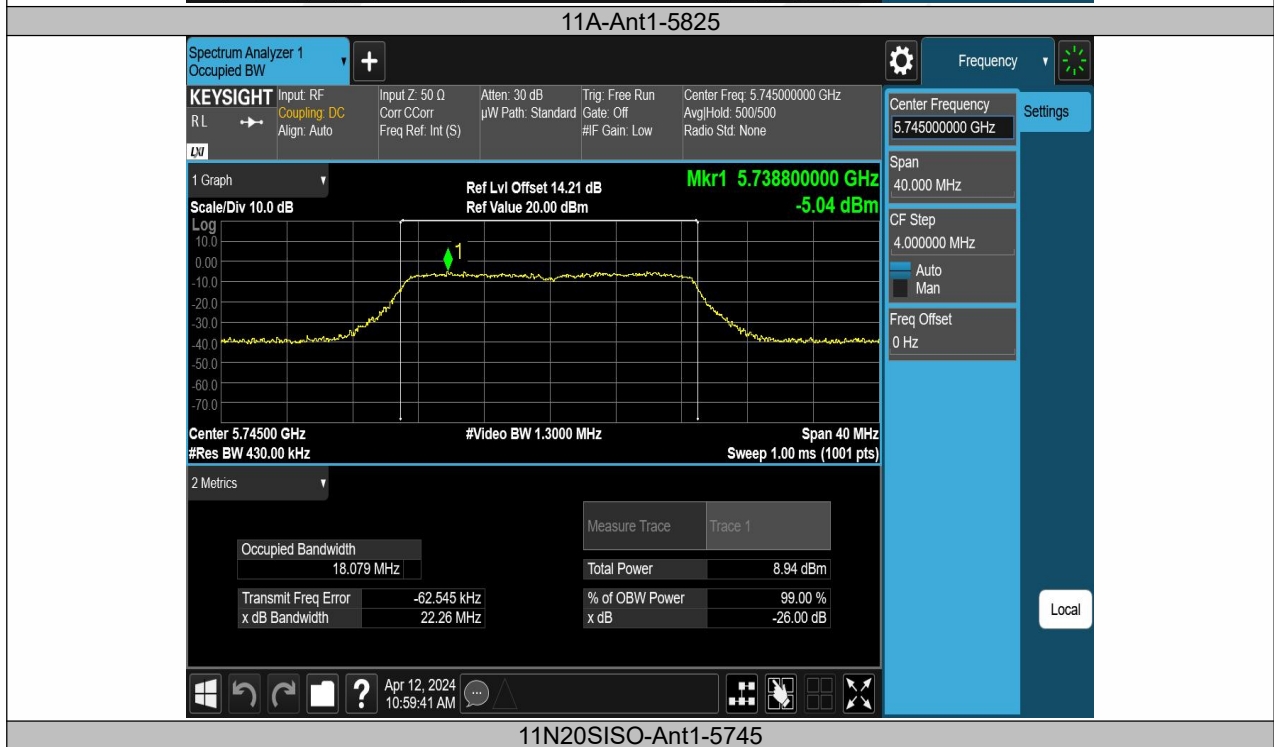 11A-Ant1-5825
Spectrum Analyzer 1
Occupied BW
Frequency
KEYSIGHT
R L
LXI
Input: RF
Coupling: DC
Align: Auto
Input Z: 50 Ω
Corr CCorr
Freq Ref: Int (S)
Atten: 30 dB
µW Path: Standard
Trig: Free Run
Gate: Off
#IF Gain: Low
Center Freq: 5.745000000 GHz
Avg|Hold: 500/500
Radio Std: None
Center Frequency
5.745000000 GHz
Settings
Span
40.000 MHz
CF Step
4.000000 MHz
Auto
Man
Freq Offset
0 Hz
Local
1 Graph
Scale/Div 10.0 dB
Ref Lvl Offset 14.21 dB
Ref Value 20.00 dBm
Mkr1 5.738800000 GHz
-5.04 dBm
Log
10.0
0.00
-10.0
-20.0
-30.0
-40.0
-50.0
-60.0
-70.0
1
Center 5.74500 GHz
#Video BW 1.3000 MHz
Span 40 MHz
#Res BW 430.00 kHz
Sweep 1.00 ms (1001 pts)
2 Metrics
Measure Trace
Trace 1
Occupied Bandwidth
18.079 MHz
Total Power
8.94 dBm
Transmit Freq Error
-62.545 kHz
% of OBW Power
99.00 %
x dB Bandwidth
22.26 MHz
x dB
-26.00 dB
Apr 12, 2024
10:59:41 AM
11N20SISO-Ant1-5745